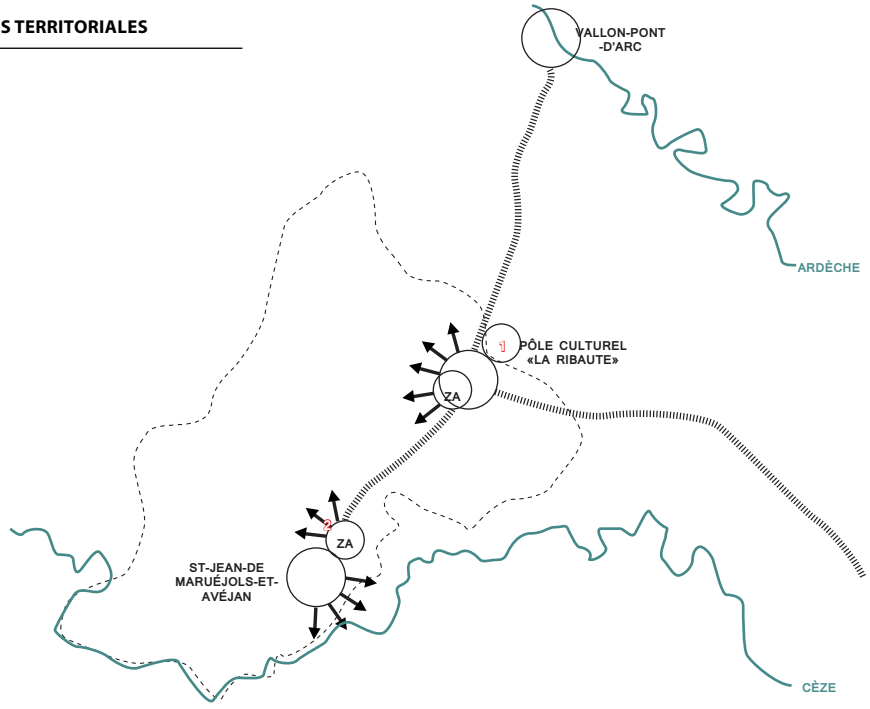 S TERRITORIALES
VALLON-PONT
-D'ARC
ARDÈCHE
1
PÔLE CULTUREL
«LA RIBAUTE»
ZA
2
ZA
ST-JEAN-DE
MARUÉJOLS-ET-
AVÉJAN
CÈZE